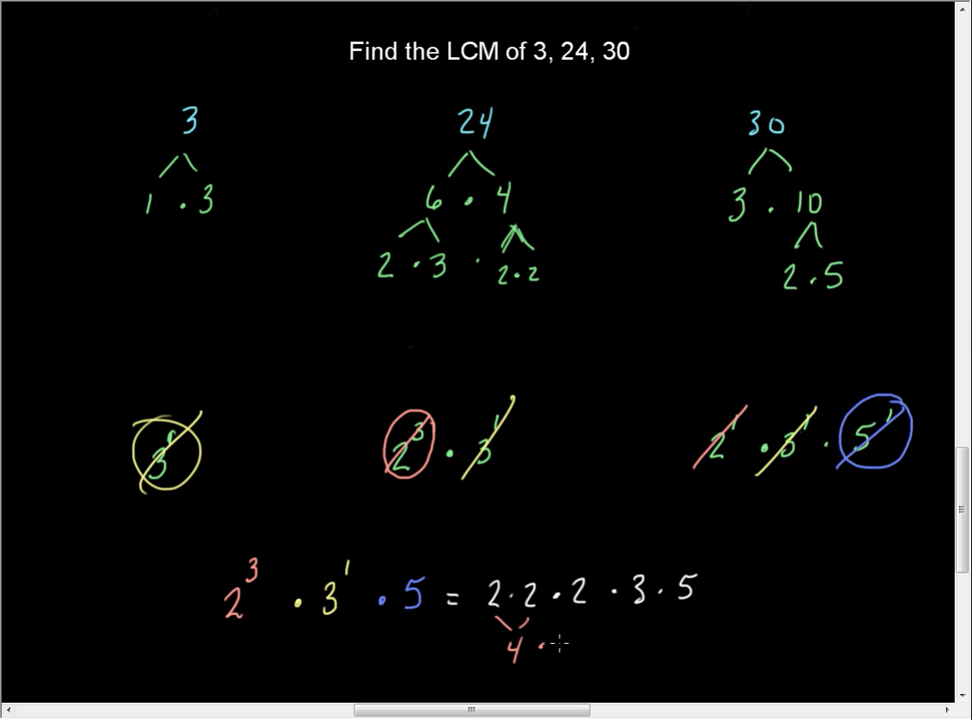 Find the LCM of 3, 24, 30
3 24 30
1 · 3 6 · 4 3 · 10
2 · 3 · 2 · 2 2 · 5
3¹ 2³ · 3¹ 2¹ · 3¹ · 5¹
2³ · 3¹ · 5 = 2 · 2 · 2 · 3 · 5
4 ·